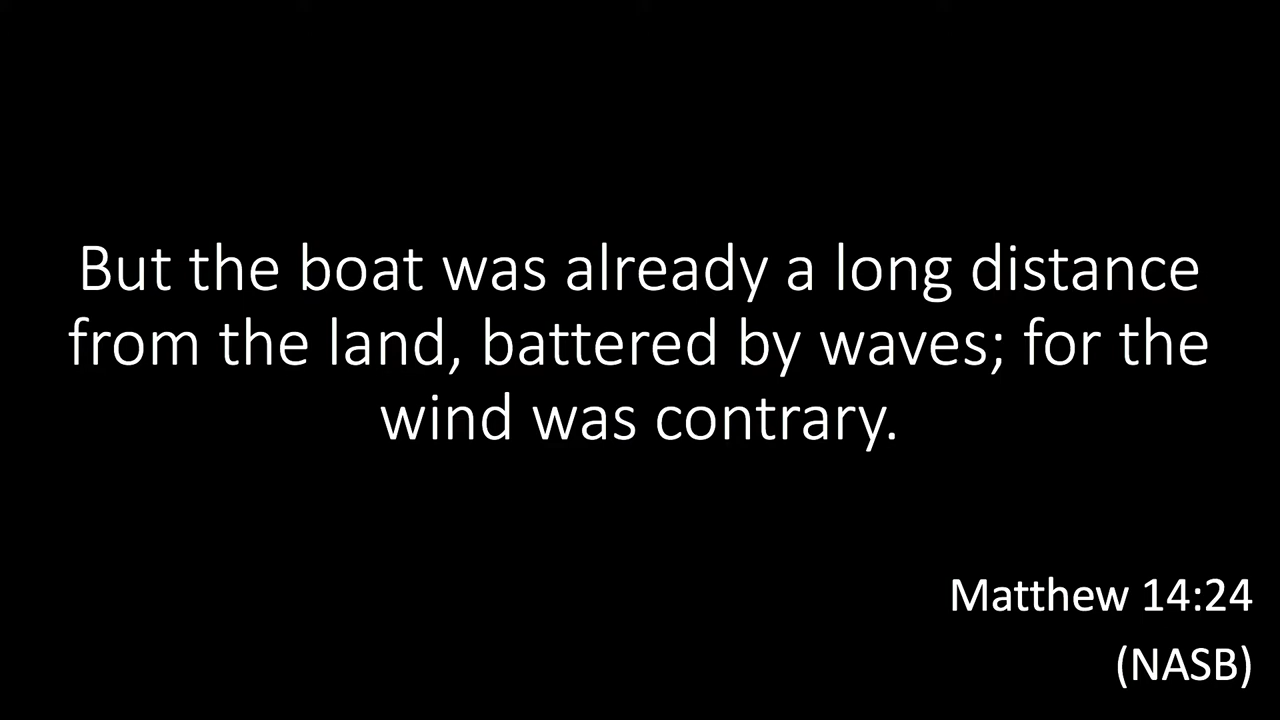 But the boat was already a long distance
from the land, battered by waves; for the
wind was contrary.
Matthew 14:24
(NASB)